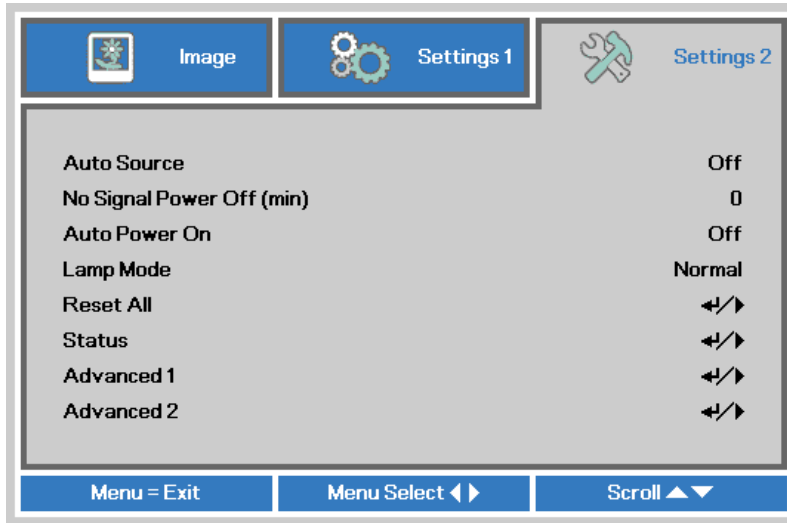 Image Settings 1 Settings 2
Auto Source Off
No Signal Power Off (min) 0
Auto Power On Off
Lamp Mode Normal
Reset All ↵/▶
Status ↵/▶
Advanced 1 ↵/▶
Advanced 2 ↵/▶
Menu = Exit Menu Select ◀▶ Scroll ▲▼